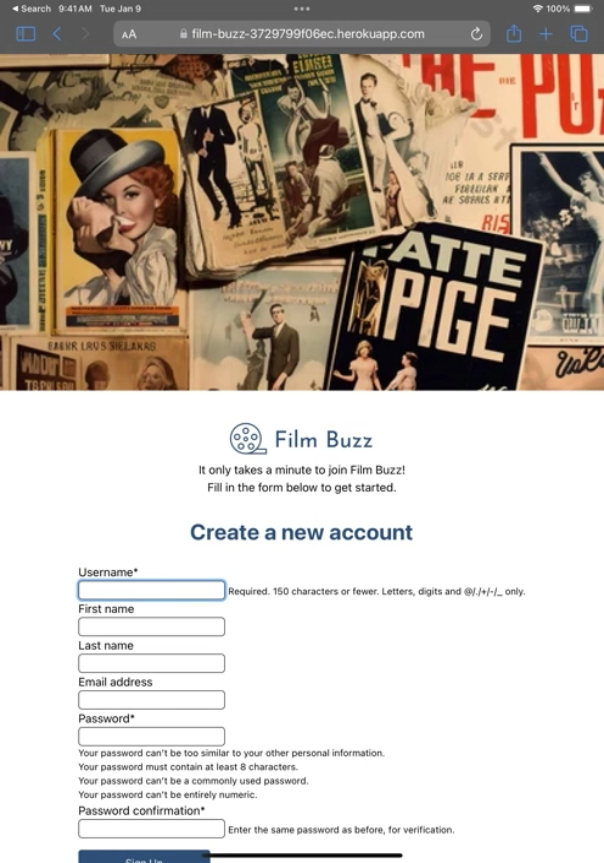 Search 9:41 AM Tue Jan 9
100%
AA film-buzz-3729799f06ec.herokuapp.com
THE PO
BIS
ATTE
PIGE
Film Buzz
It only takes a minute to join Film Buzz!
Fill in the form below to get started.
Create a new account
Username*
Required. 150 characters or fewer. Letters, digits and @/./+/-/_ only.
First name
Last name
Email address
Password*
Your password can't be too similar to your other personal information.
Your password must contain at least 8 characters.
Your password can't be a commonly used password.
Your password can't be entirely numeric.
Password confirmation*
Enter the same password as before, for verification.
Sign Up